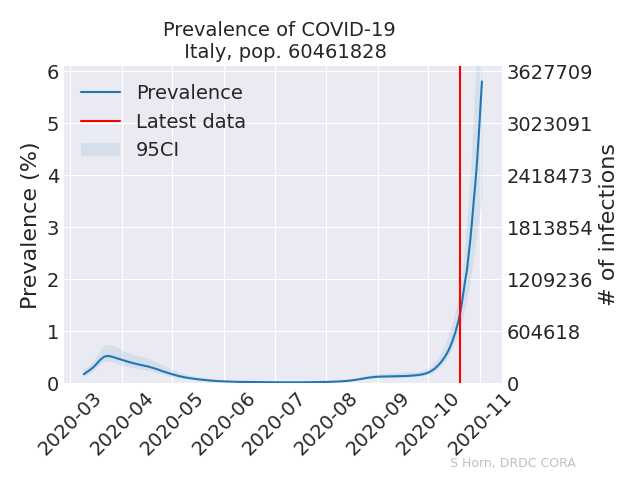 Prevalence of COVID-19
Italy, pop. 60461828
Prevalence
Latest data
95CI
Prevalence (%)
6
5
4
3
2
1
0
3627709
3023091
2418473
1813854
1209236
604618
0
# of infections
2020-03
2020-04
2020-05
2020-06
2020-07
2020-08
2020-09
2020-10
2020-11
S Horn, DRDC CORA